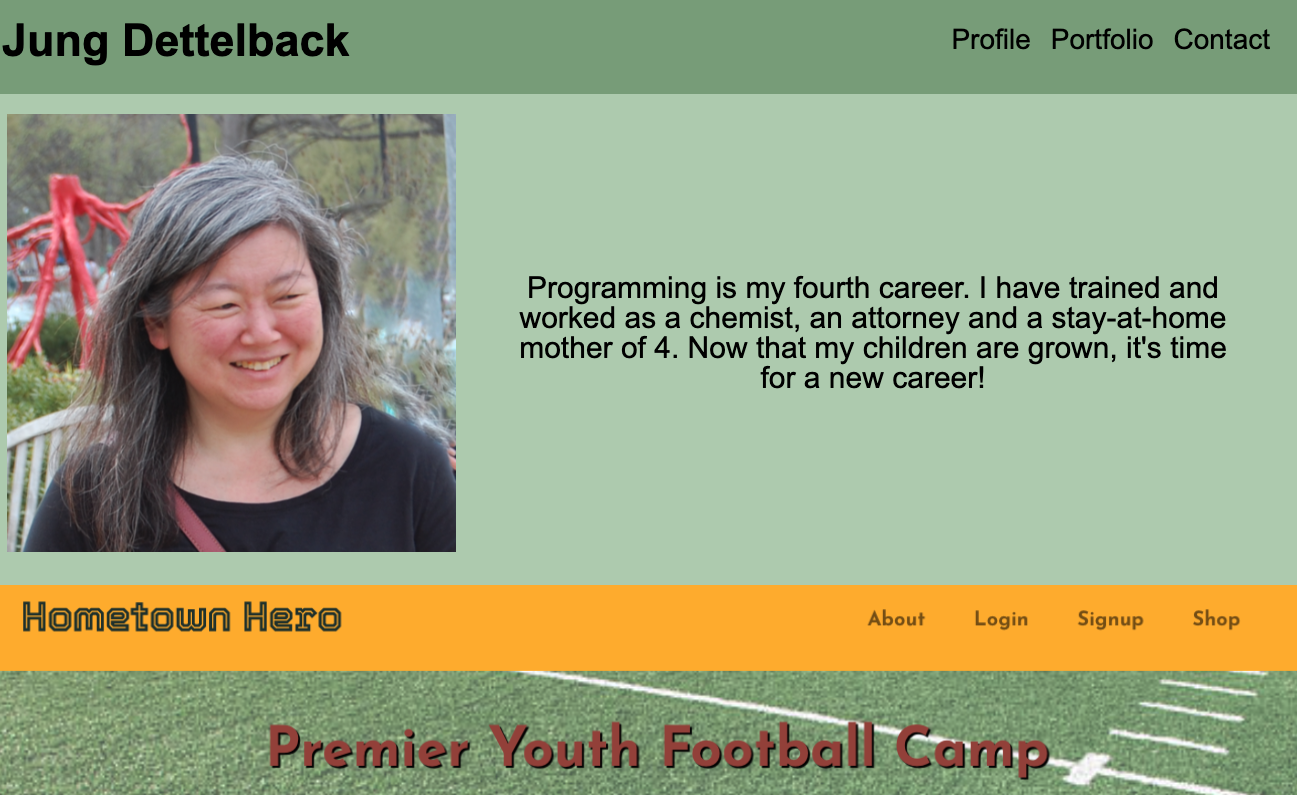 Jung Dettelback
Profile Portfolio Contact
Programming is my fourth career. I have trained and
worked as a chemist, an attorney and a stay-at-home
mother of 4. Now that my children are grown, it's time
for a new career!
Hometown Hero
About Login Signup Shop
Premier Youth Football Camp